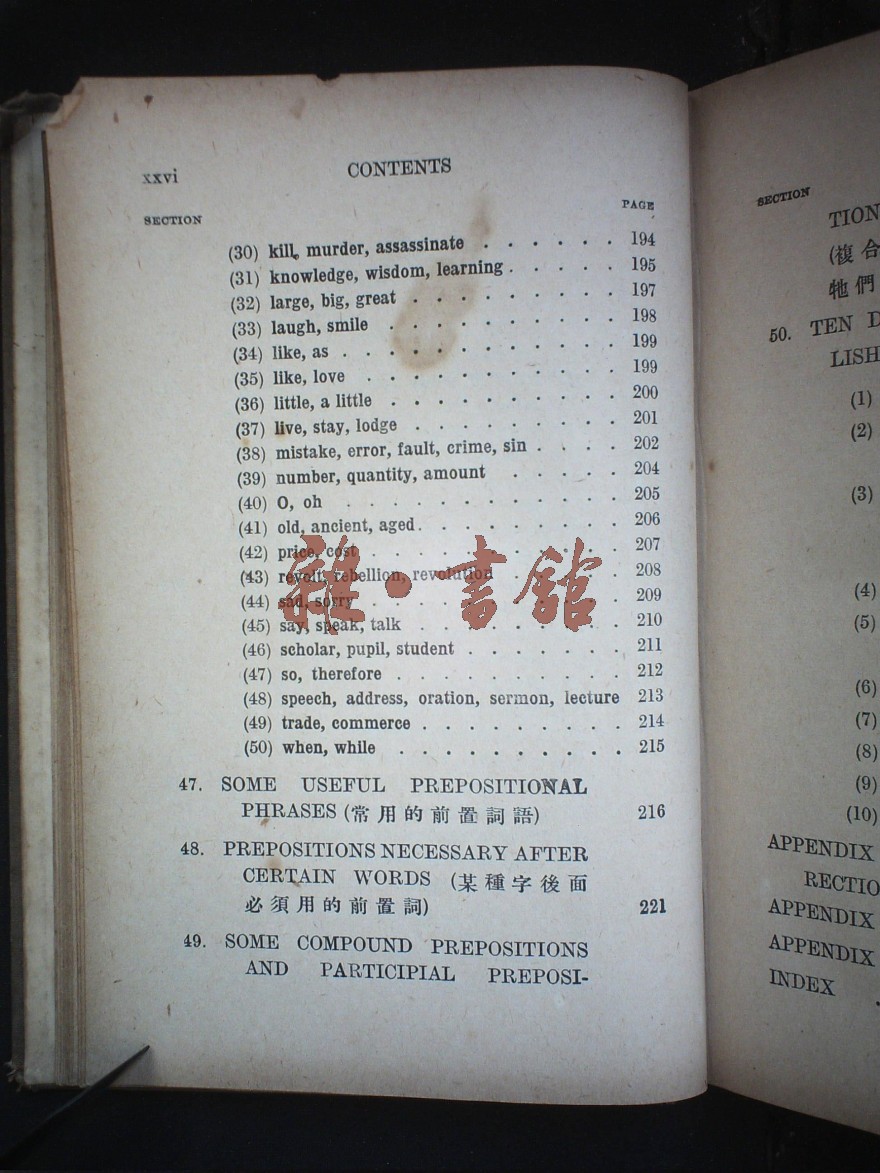 xxvi CONTENTS
SECTION PAGE
(30) kill, murder, assassinate . . . . . . 194
(31) knowledge, wisdom, learning . . . . . 195
(32) large, big, great . . . . . . . . . 197
(33) laugh, smile . . . . . . . . . 198
(34) like, as . . . . . . . . . . . . 199
(35) like, love . . . . . . . . . . . 199
(36) little, a little . . . . . . . . . . 200
(37) live, stay, lodge . . . . . . . . . 201
(38) mistake, error, fault, crime, sin . . . . 202
(39) number, quantity, amount . . . . . 204
(40) O, oh . . . . . . . . . . . . 205
(41) old, ancient, aged . . . . . . . . . 206
(42) price, cost . . . . . . . . . . . 207
(43) revolt, rebellion, revolution . . . . . 208
(44) sad, sorry . . . . . . . . . . . 209
(45) say, speak, talk . . . . . . . . . 210
(46) scholar, pupil, student . . . . . . . 211
(47) so, therefore . . . . . . . . . . 212
(48) speech, address, oration, sermon, lecture 213
(49) trade, commerce . . . . . . . . . 214
(50) when, while . . . . . . . . . . 215
47. SOME USEFUL PREPOSITIONAL
PHRASES (常用的前置詞語) 216
48. PREPOSITIONS NECESSARY AFTER
CERTAIN WORDS (某種字後面
必須用的前置詞) 221
49. SOME COMPOUND PREPOSITIONS
AND PARTICIPIAL PREPOSI-
雜·書館
SECTION
TION
(複合
牠們
50. TEN D
LISH
(1)
(2)
(3)
(4)
(5)
(6)
(7)
(8)
(9)
(10)
APPENDIX
RECTIO
APPENDIX
APPENDIX
INDEX